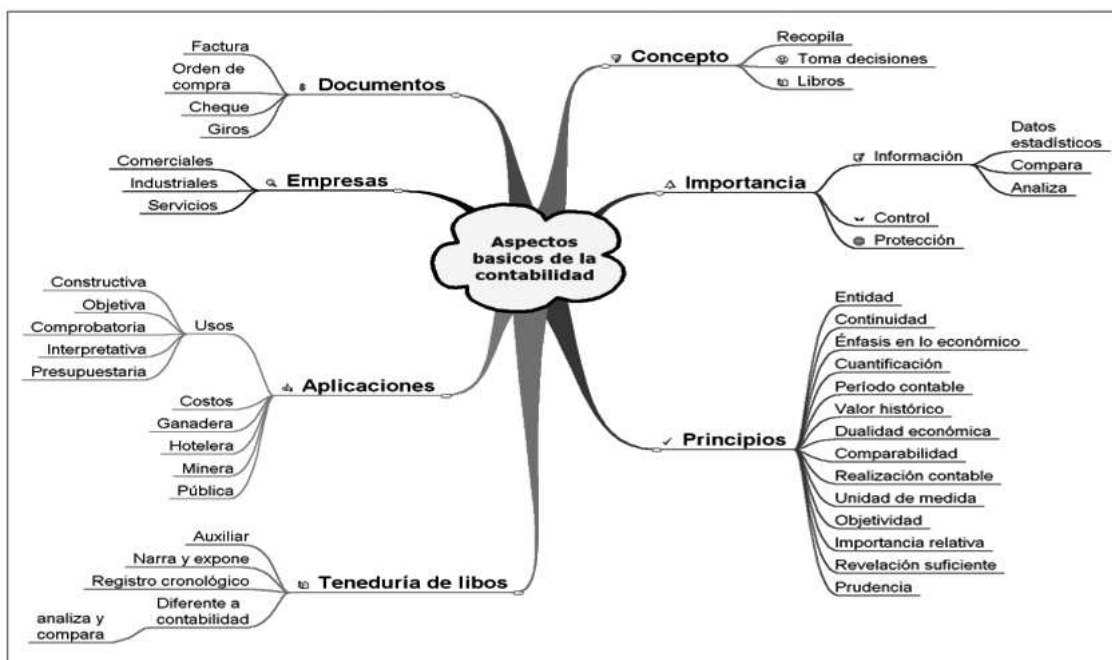 Aspectos
basicos de la
contabilidad
Concepto
Recopila
Toma decisiones
Libros
Importancia
Información
Datos
estadísticos
Compara
Analiza
Control
Protección
Principios
Entidad
Continuidad
Énfasis en lo económico
Cuantificación
Período contable
Valor histórico
Dualidad económica
Comparabilidad
Realización contable
Unidad de medida
Objetividad
Importancia relativa
Revelación suficiente
Prudencia
Documentos
Factura
Orden de
compra
Cheque
Giros
Empresas
Comerciales
Industriales
Servicios
Aplicaciones
Usos
Constructiva
Objetiva
Comprobatoria
Interpretativa
Presupuestaria
Costos
Ganadera
Hotelera
Minera
Pública
Teneduría de libos
Auxiliar
Narra y expone
Registro cronológico
Diferente a
contabilidad
analiza y
compara